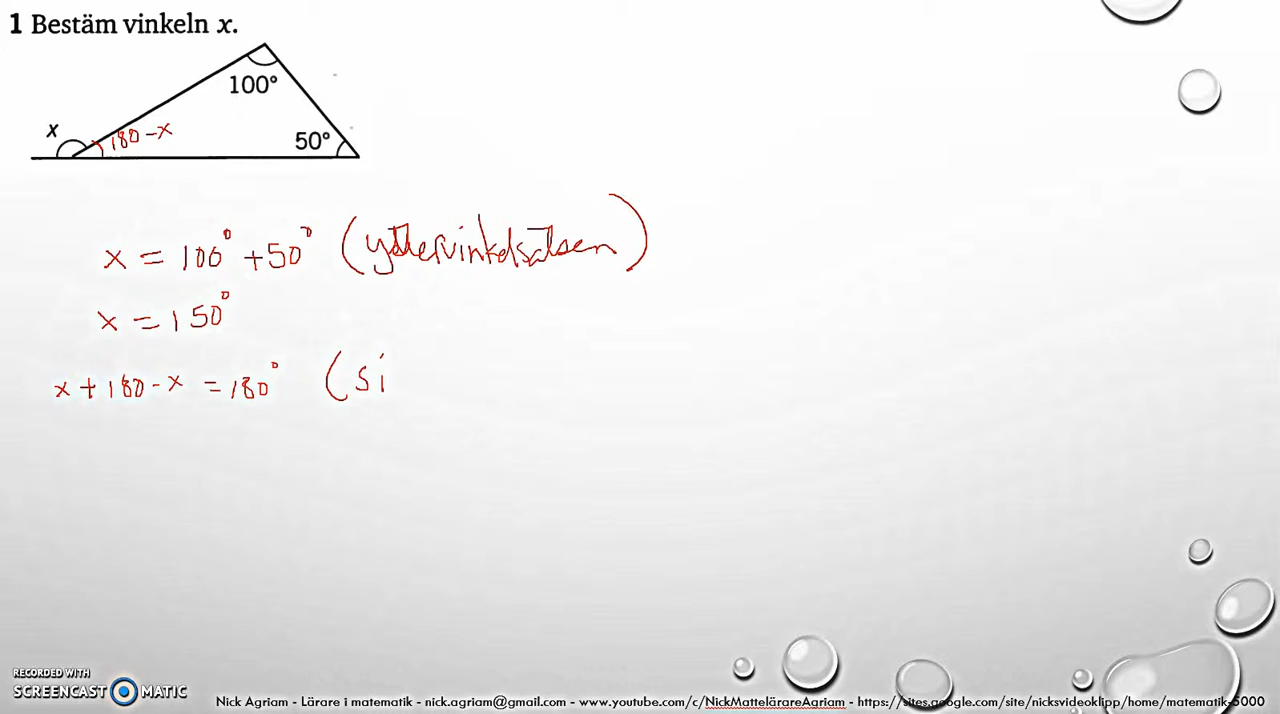 1 Bestäm vinkeln x.
100°
x
180-x
50°
x = 100° + 50° (yttervinkelsatsen)
x = 150°
x + 180 - x = 180° (si
RECORDED WITH
SCREENCAST MATIC
Nick Agriam - Lärare i matematik - nick.agriam@gmail.com - www.youtube.com/c/NickMattelärareAgriam - https://sites.google.com/site/nicksvideoklipp/home/matematik-5000